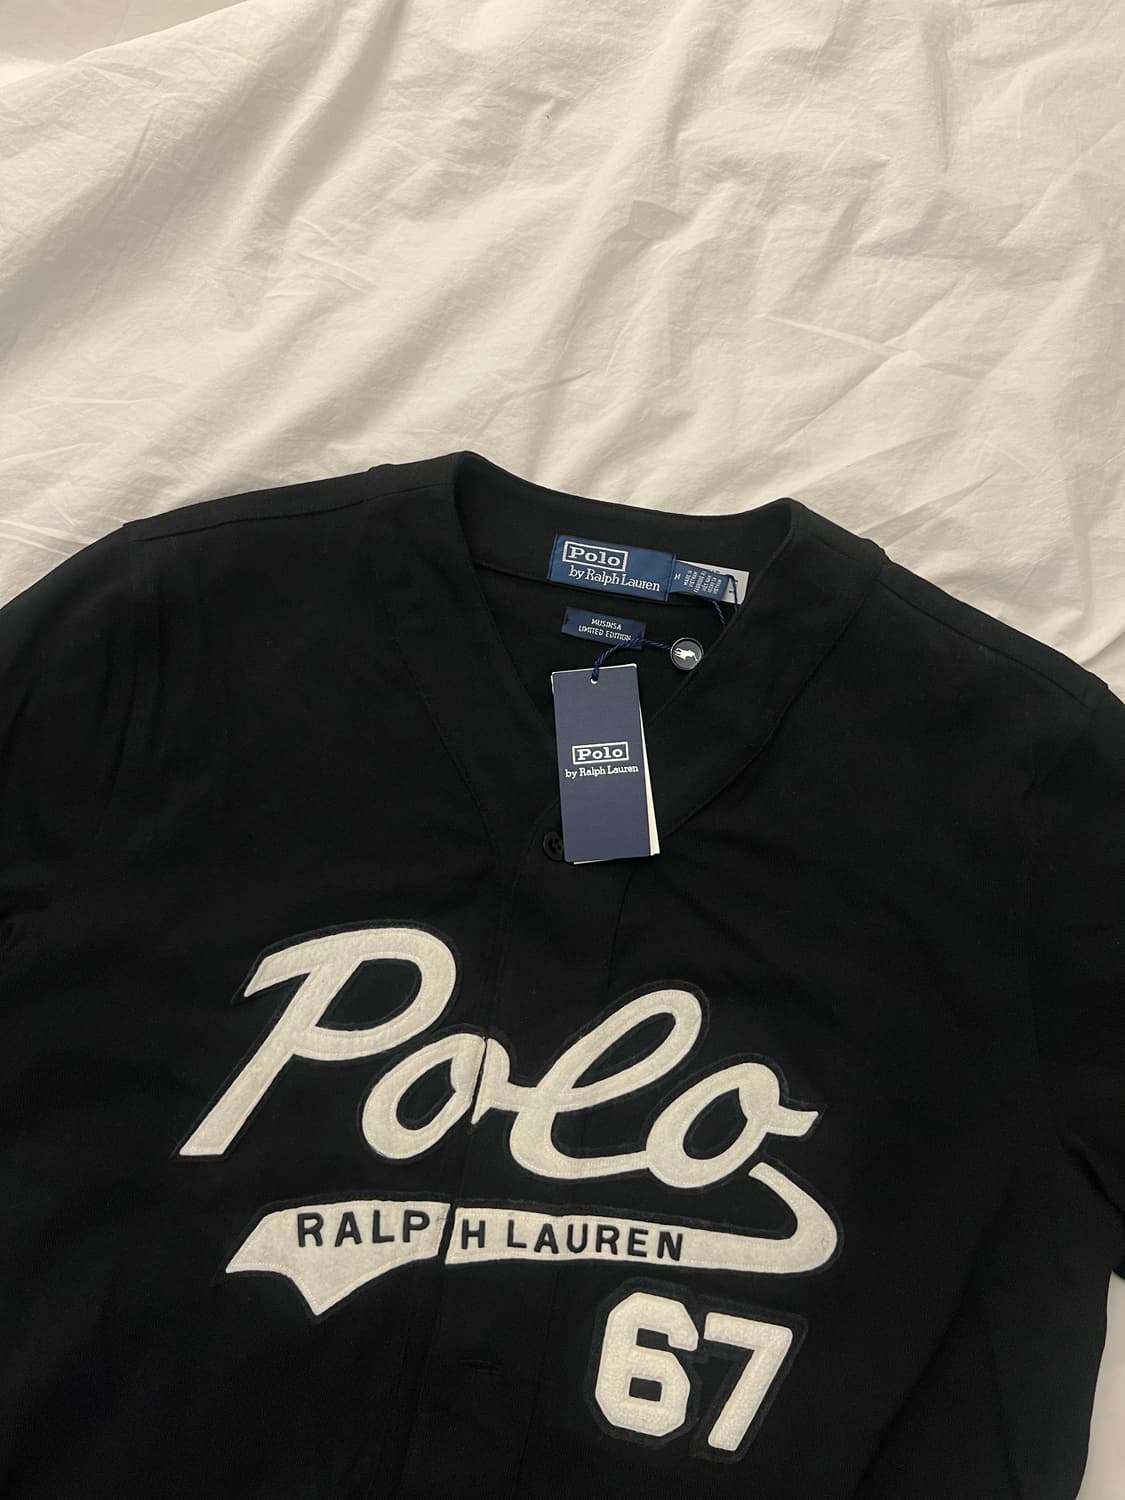 Polo
by Ralph Lauren
M
MUSINSA
LIMITED EDITION
Polo
by Ralph Lauren
Polo
RALPH LAUREN
67